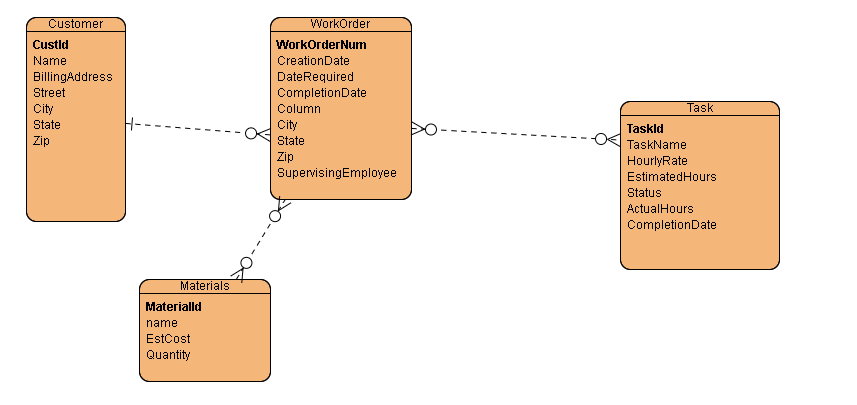 Customer
CustId
Name
BillingAddress
Street
City
State
Zip
WorkOrder
WorkOrderNum
CreationDate
DateRequired
CompletionDate
Column
City
State
Zip
SupervisingEmployee
Task
TaskId
TaskName
HourlyRate
EstimatedHours
Status
ActualHours
CompletionDate
Materials
MaterialId
name
EstCost
Quantity